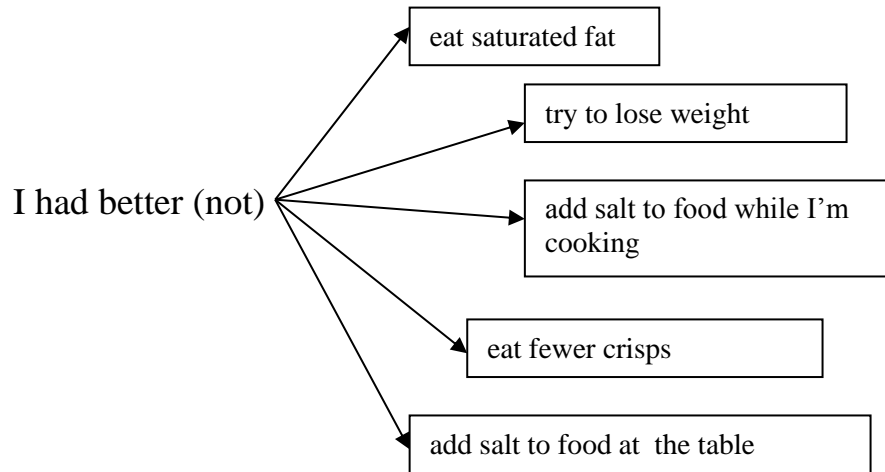 eat saturated fat
try to lose weight
I had better (not)
add salt to food while I’m
cooking
eat fewer crisps
add salt to food at  the table